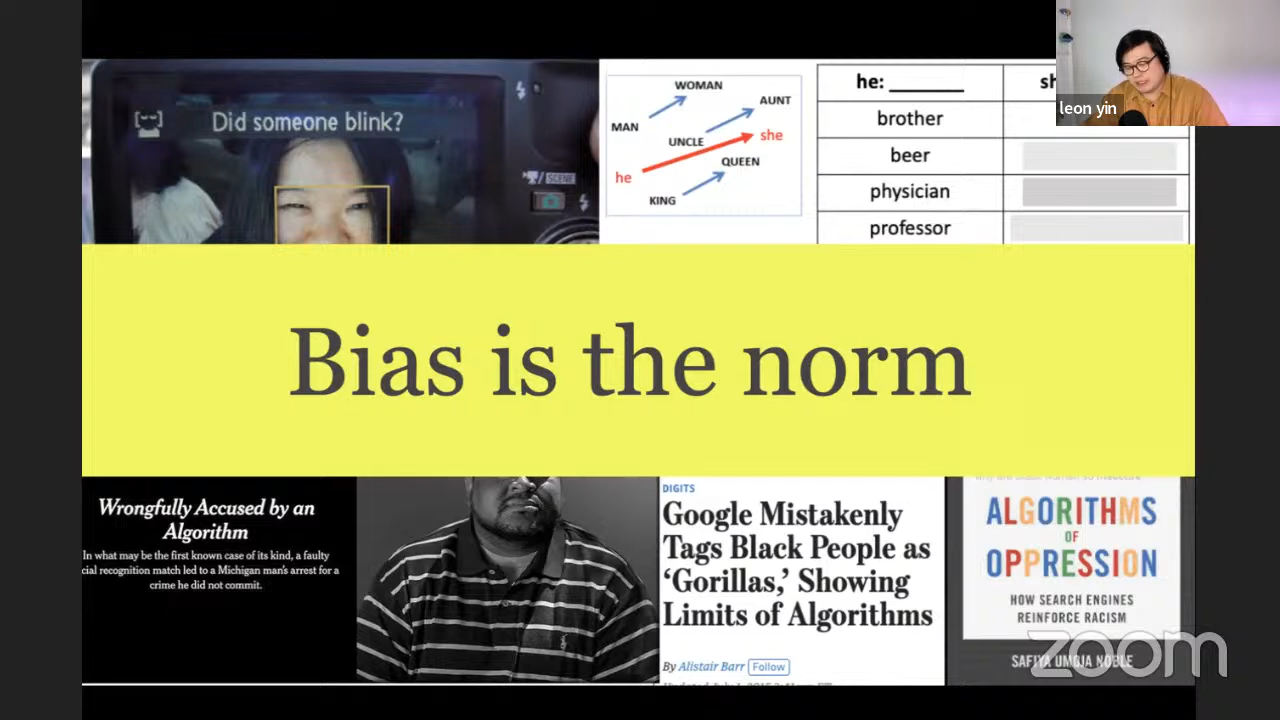 leon yin
Did someone blink?
SCENE
WOMAN
AUNT
MAN
UNCLE
she
QUEEN
he
KING
he: ________
sh
brother
beer
physician
professor
Bias is the norm
Wrongfully Accused by an
Algorithm
In what may be the first known case of its kind, a faulty
cial recognition match led to a Michigan man's arrest for a
crime he did not commit.
DIGITS
Google Mistakenly
Tags Black People as
‘Gorillas,’ Showing
Limits of Algorithms
By Alistair Barr Follow
ALGORITHMS
OF
OPPRESSION
HOW SEARCH ENGINES
REINFORCE RACISM
SAFIYA UMOJA NOBLE
zoom